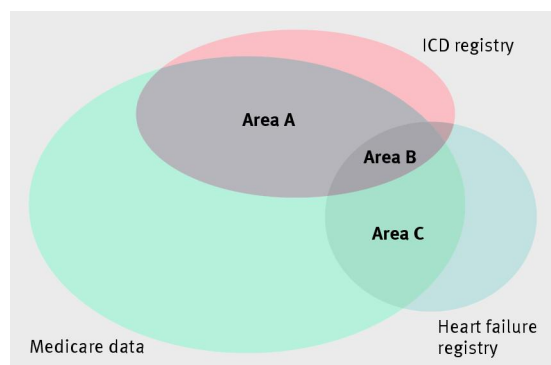 ICD registry
Area A
Area B
Area C
Heart failure
registry
Medicare data